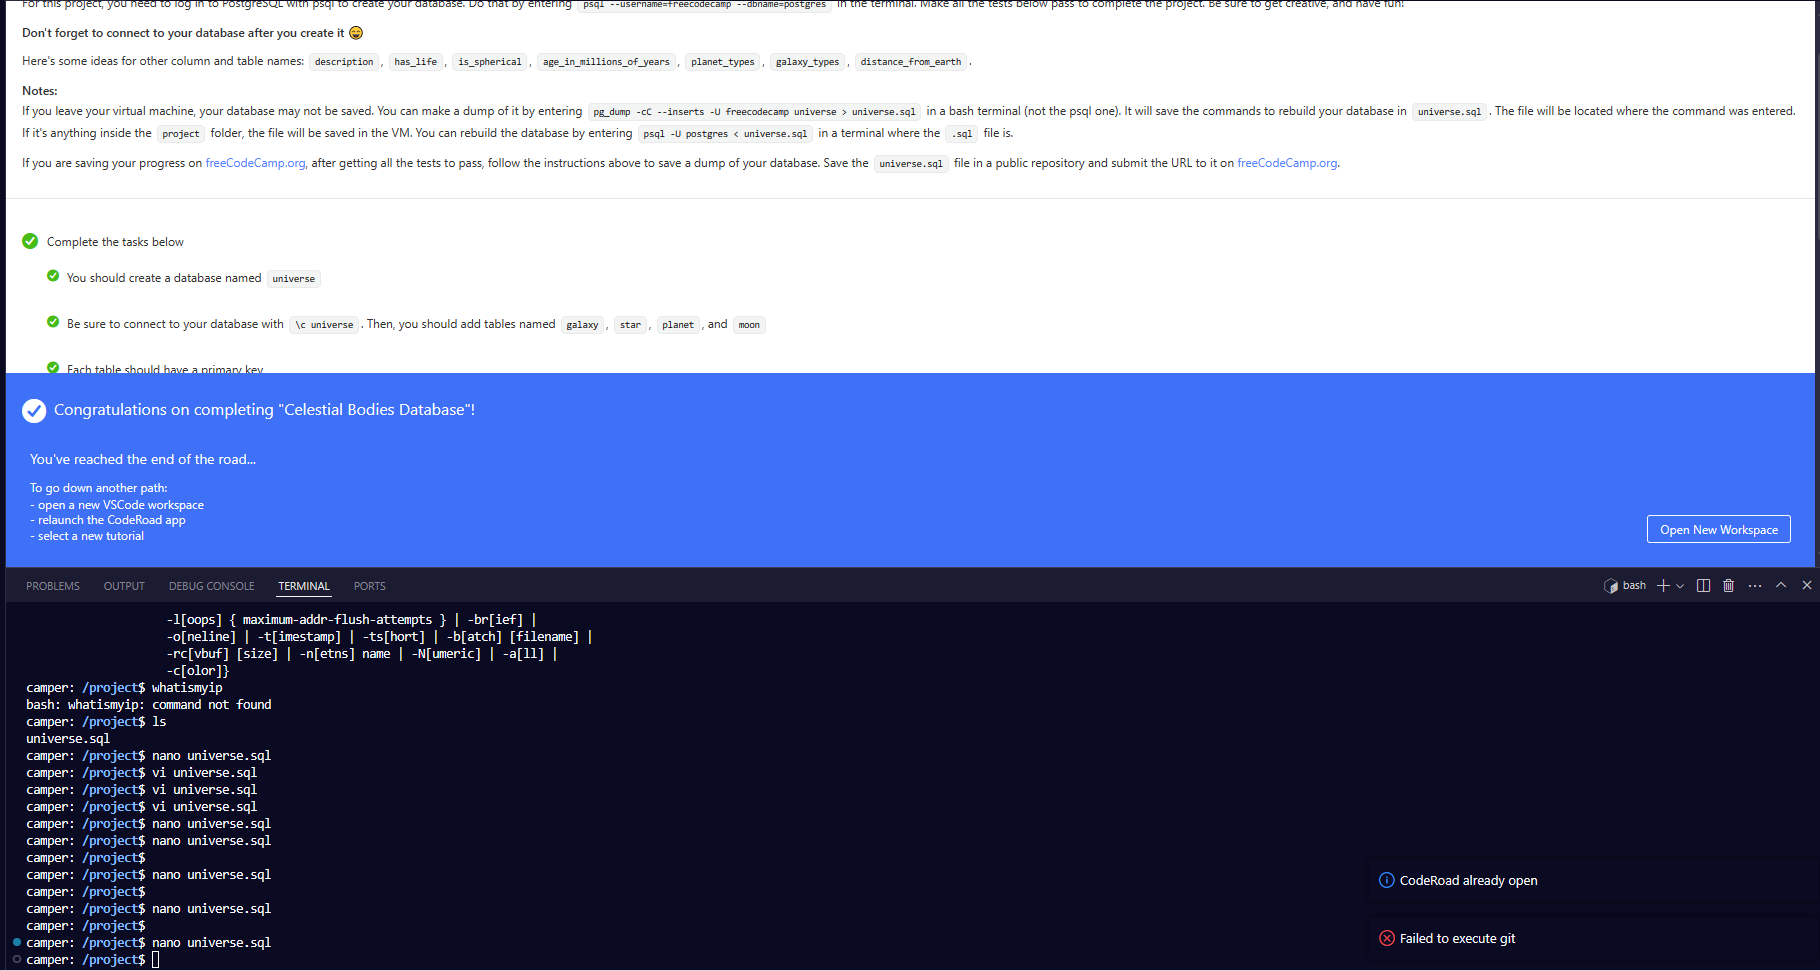 For this project, you need to log in to PostgreSQL with psql to create your database. Do that by entering psql --username=freecodecamp --dbname=postgres in the terminal. Make all the tests below pass to complete the project. Be sure to get creative, and have fun!
Don't forget to connect to your database after you create it 😄
Here's some ideas for other column and table names: description, has_life, is_spherical, age_in_millions_of_years, planet_types, galaxy_types, distance_from_earth.
Notes:
If you leave your virtual machine, your database may not be saved. You can make a dump of it by entering pg_dump -cC --inserts -U freecodecamp universe > universe.sql in a bash terminal (not the psql one). It will save the commands to rebuild your database in universe.sql. The file will be located where the command was entered.
If it's anything inside the project folder, the file will be saved in the VM. You can rebuild the database by entering psql -U postgres < universe.sql in a terminal where the .sql file is.
If you are saving your progress on freeCodeCamp.org, after getting all the tests to pass, follow the instructions above to save a dump of your database. Save the universe.sql file in a public repository and submit the URL to it on freeCodeCamp.org.
Complete the tasks below
You should create a database named universe
Be sure to connect to your database with \c universe. Then, you should add tables named galaxy, star, planet, and moon
Each table should have a primary key
Congratulations on completing "Celestial Bodies Database"!
You've reached the end of the road...
To go down another path:
- open a new VSCode workspace
- relaunch the CodeRoad app
- select a new tutorial
Open New Workspace
PROBLEMS OUTPUT DEBUG CONSOLE TERMINAL PORTS bash
-l[oops] { maximum-addr-flush-attempts } | -br[ief] |
-o[neline] | -t[imestamp] | -ts[hort] | -b[atch] [filename] |
-rc[vbuf] [size] | -n[etns] name | -N[umeric] | -a[ll] |
-c[olor]}
camper: /project$ whatismyip
bash: whatismyip: command not found
camper: /project$ ls
universe.sql
camper: /project$ nano universe.sql
camper: /project$ vi universe.sql
camper: /project$ vi universe.sql
camper: /project$ vi universe.sql
camper: /project$ nano universe.sql
camper: /project$ nano universe.sql
camper: /project$
camper: /project$ nano universe.sql
camper: /project$
camper: /project$ nano universe.sql
camper: /project$
camper: /project$ nano universe.sql
camper: /project$
CodeRoad already open
Failed to execute git